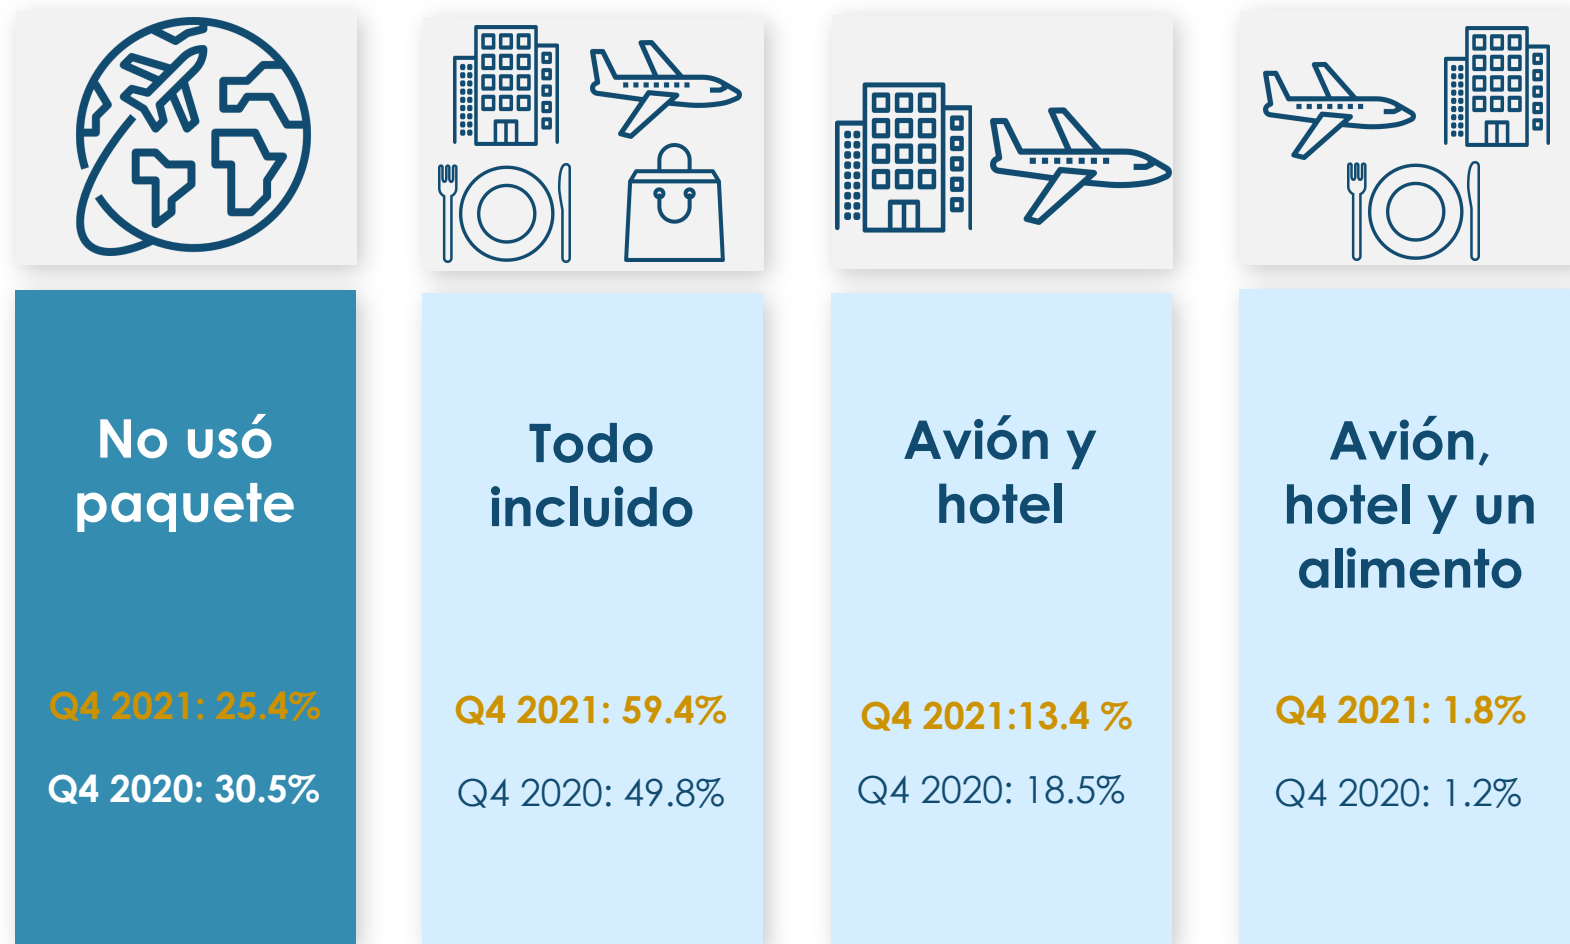 No usó
paquete
Q4 2021: 25.4%
Q4 2020: 30.5%
Todo
incluido
Q4 2021: 59.4%
Q4 2020: 49.8%
Avión y
hotel
Q4 2021:13.4 %
Q4 2020: 18.5%
Avión,
hotel y un
alimento
Q4 2021: 1.8%
Q4 2020: 1.2%